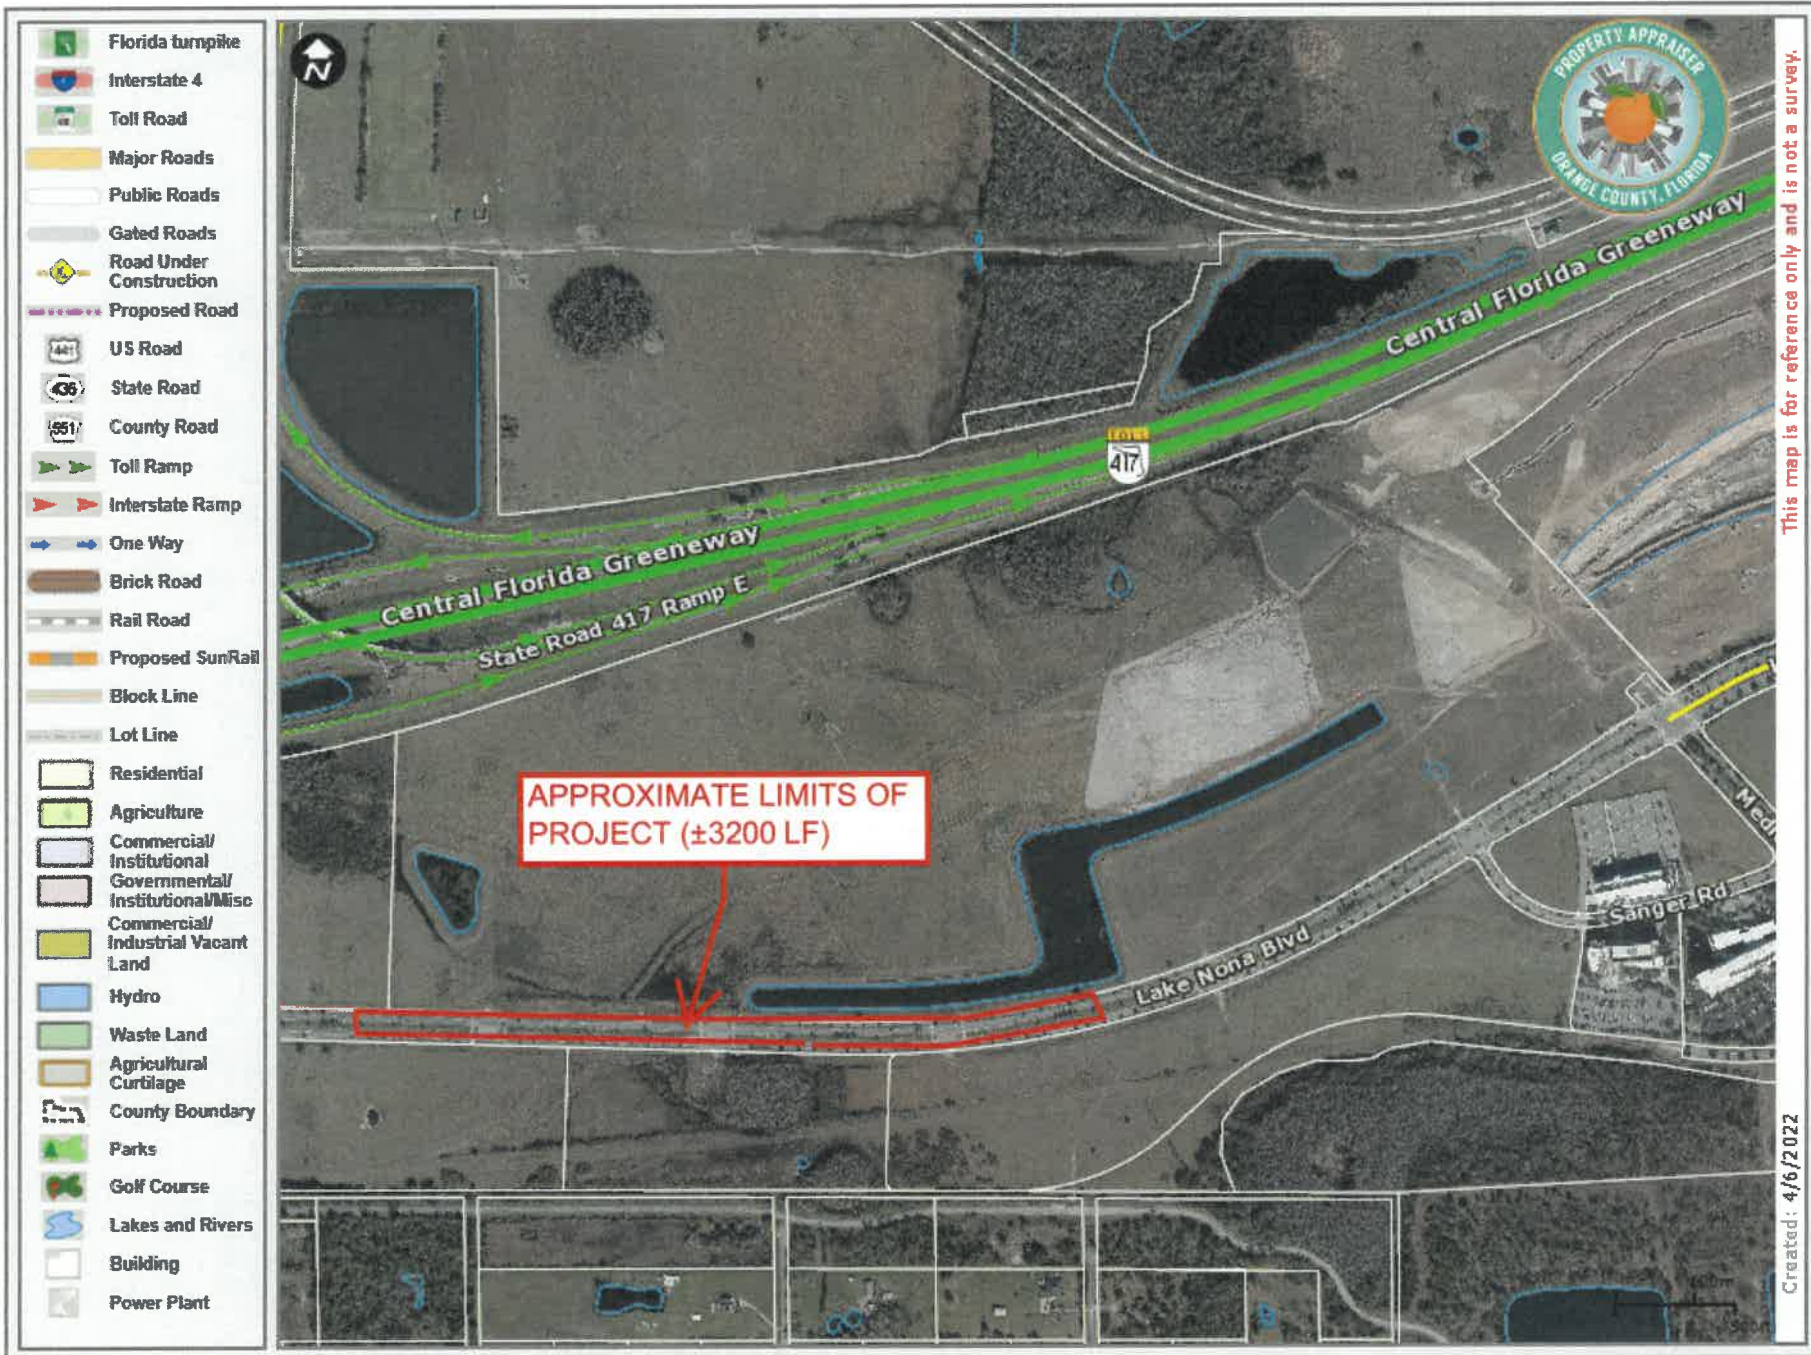 Florida turnpike
Interstate 4
Toll Road
Major Roads
Public Roads
Gated Roads
Road Under
Construction
Proposed Road
441
US Road
436
State Road
551
County Road
Toll Ramp
Interstate Ramp
One Way
Brick Road
Rail Road
Proposed SunRail
Block Line
Lot Line
Residential
Agriculture
Commercial/
Institutional
Governmental/
Institutional/Misc
Commercial/
Industrial Vacant
Land
Hydro
Waste Land
Agricultural
Curtilage
County Boundary
Parks
Golf Course
Lakes and Rivers
Building
Power Plant
N
PROPERTY APPRAISER
ORANGE COUNTY, FLORIDA
Central Florida Greeneway
TOLL
417
Central Florida Greeneway
State Road 417 Ramp E
APPROXIMATE LIMITS OF
PROJECT (±3200 LF)
Lake Nona Blvd
Sanger Rd
Medi
This map is for reference only and is not a survey.
Created: 4/6/2022